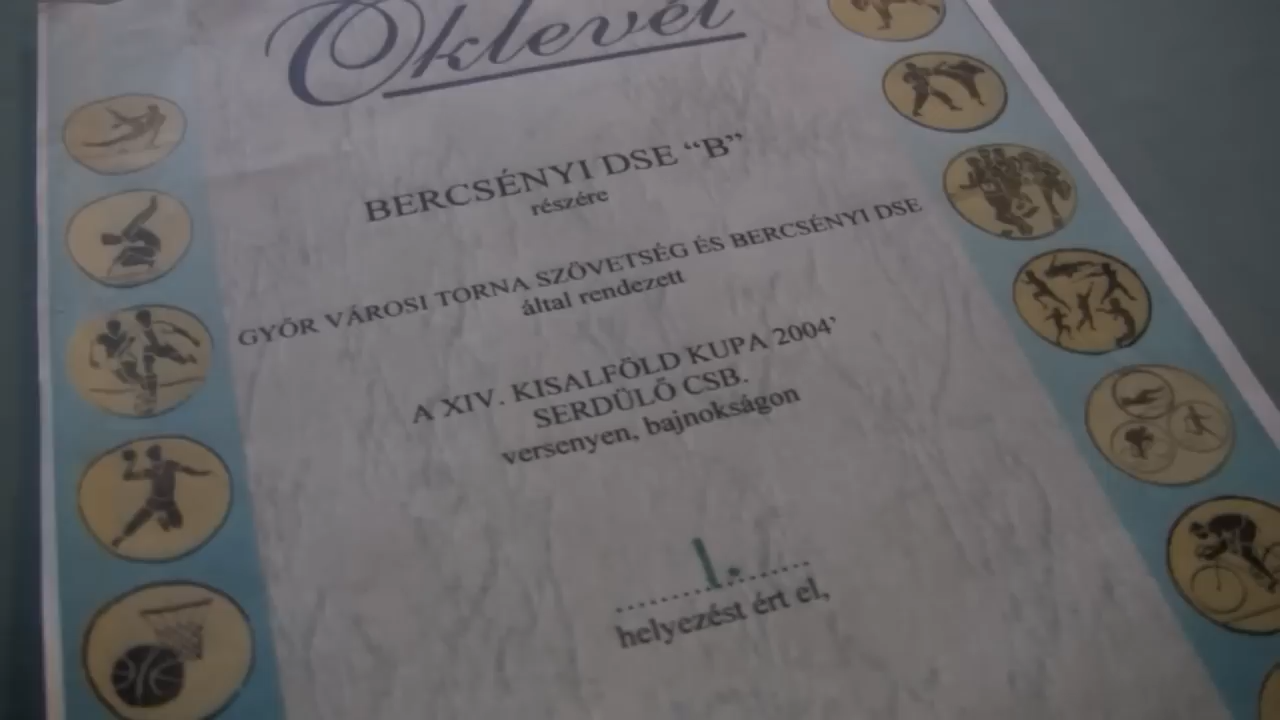 Oklevél
BERCSÉNYI DSE “B”
részére
GYŐR VÁROSI TORNA SZÖVETSÉG ÉS BERCSÉNYI DSE
által rendezett
A XIV. KISALFÖLD KUPA 2004’
SERDÜLŐ CSB.
versenyen, bajnokságon
1.
helyezést ért el,